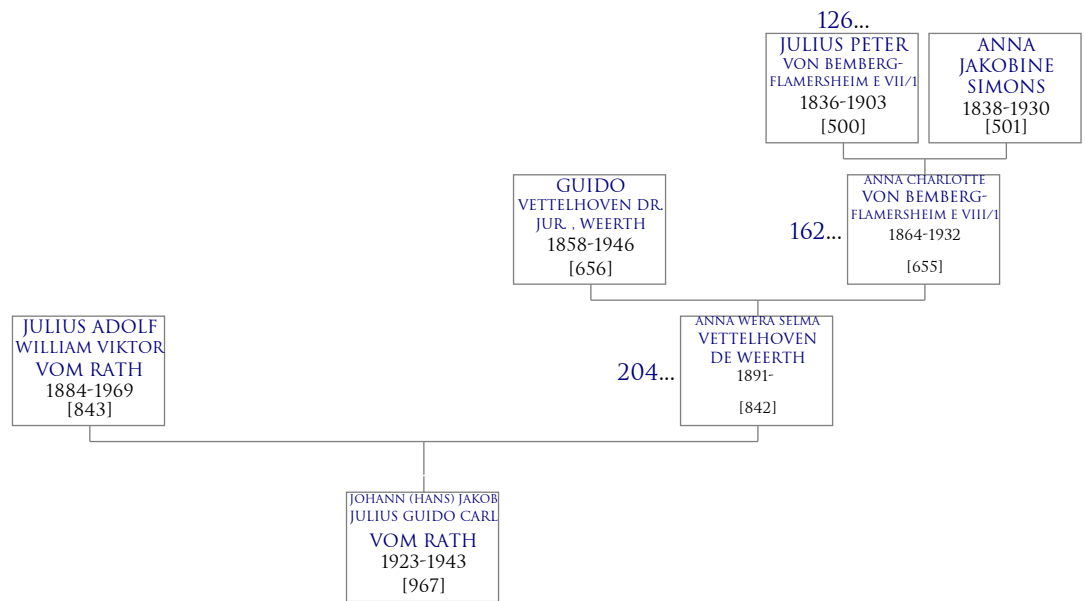 126...
JULIUS PETER
VON BEMBERG-
FLAMERSHEIM E VII/1
1836-1903
[500]
ANNA
JAKOBINE
SIMONS
1838-1930
[501]
GUIDO
VETTELHOVEN DR.
JUR. , WEERTH
1858-1946
[656]
162...
ANNA CHARLOTTE
VON BEMBERG-
FLAMERSHEIM E VIII/1
1864-1932
[655]
JULIUS ADOLF
WILLIAM VIKTOR
VOM RATH
1884-1969
[843]
204...
ANNA WERA SELMA
VETTELHOVEN
DE WEERTH
1891-
[842]
JOHANN (HANS) JAKOB
JULIUS GUIDO CARL
VOM RATH
1923-1943
[967]